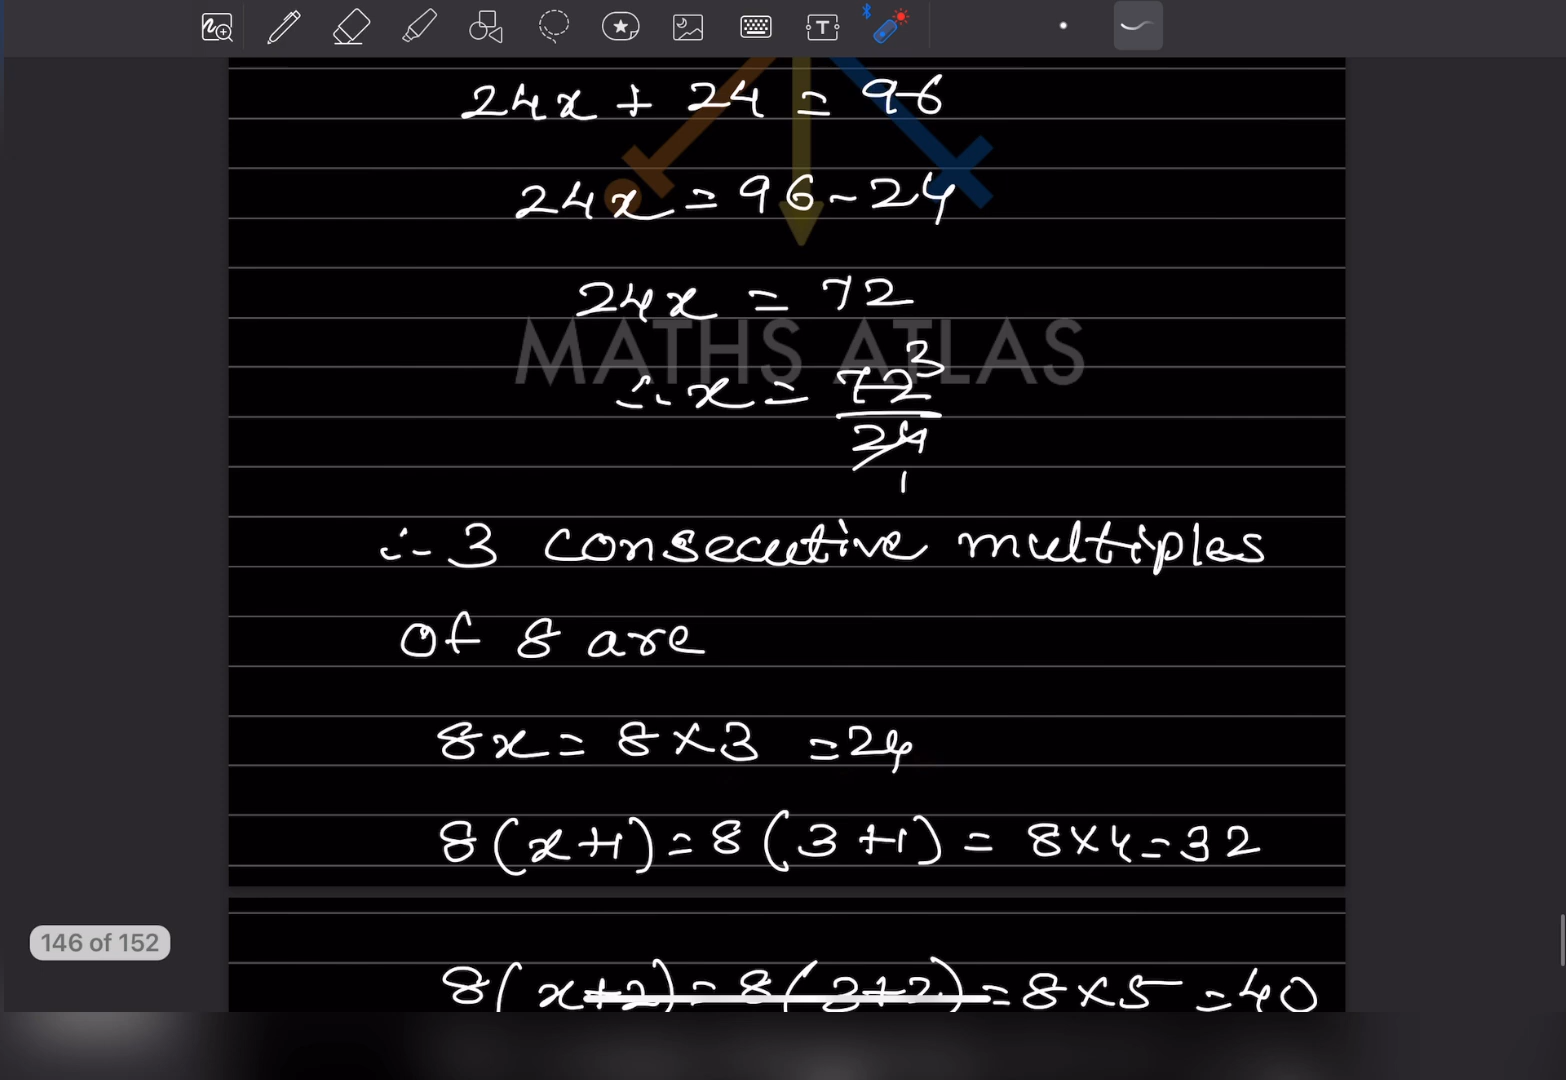 24x + 24 = 96
24x = 96 - 24
24x = 72
MATHS ATLAS
∴ x = 72/24 3 1
∴ 3 consecutive multiples
of 8 are
8x = 8 × 3 = 24
8(x+1) = 8(3+1) = 8×4 = 32
146 of 152
8(x+2) = 8(3+2) = 8×5 = 40